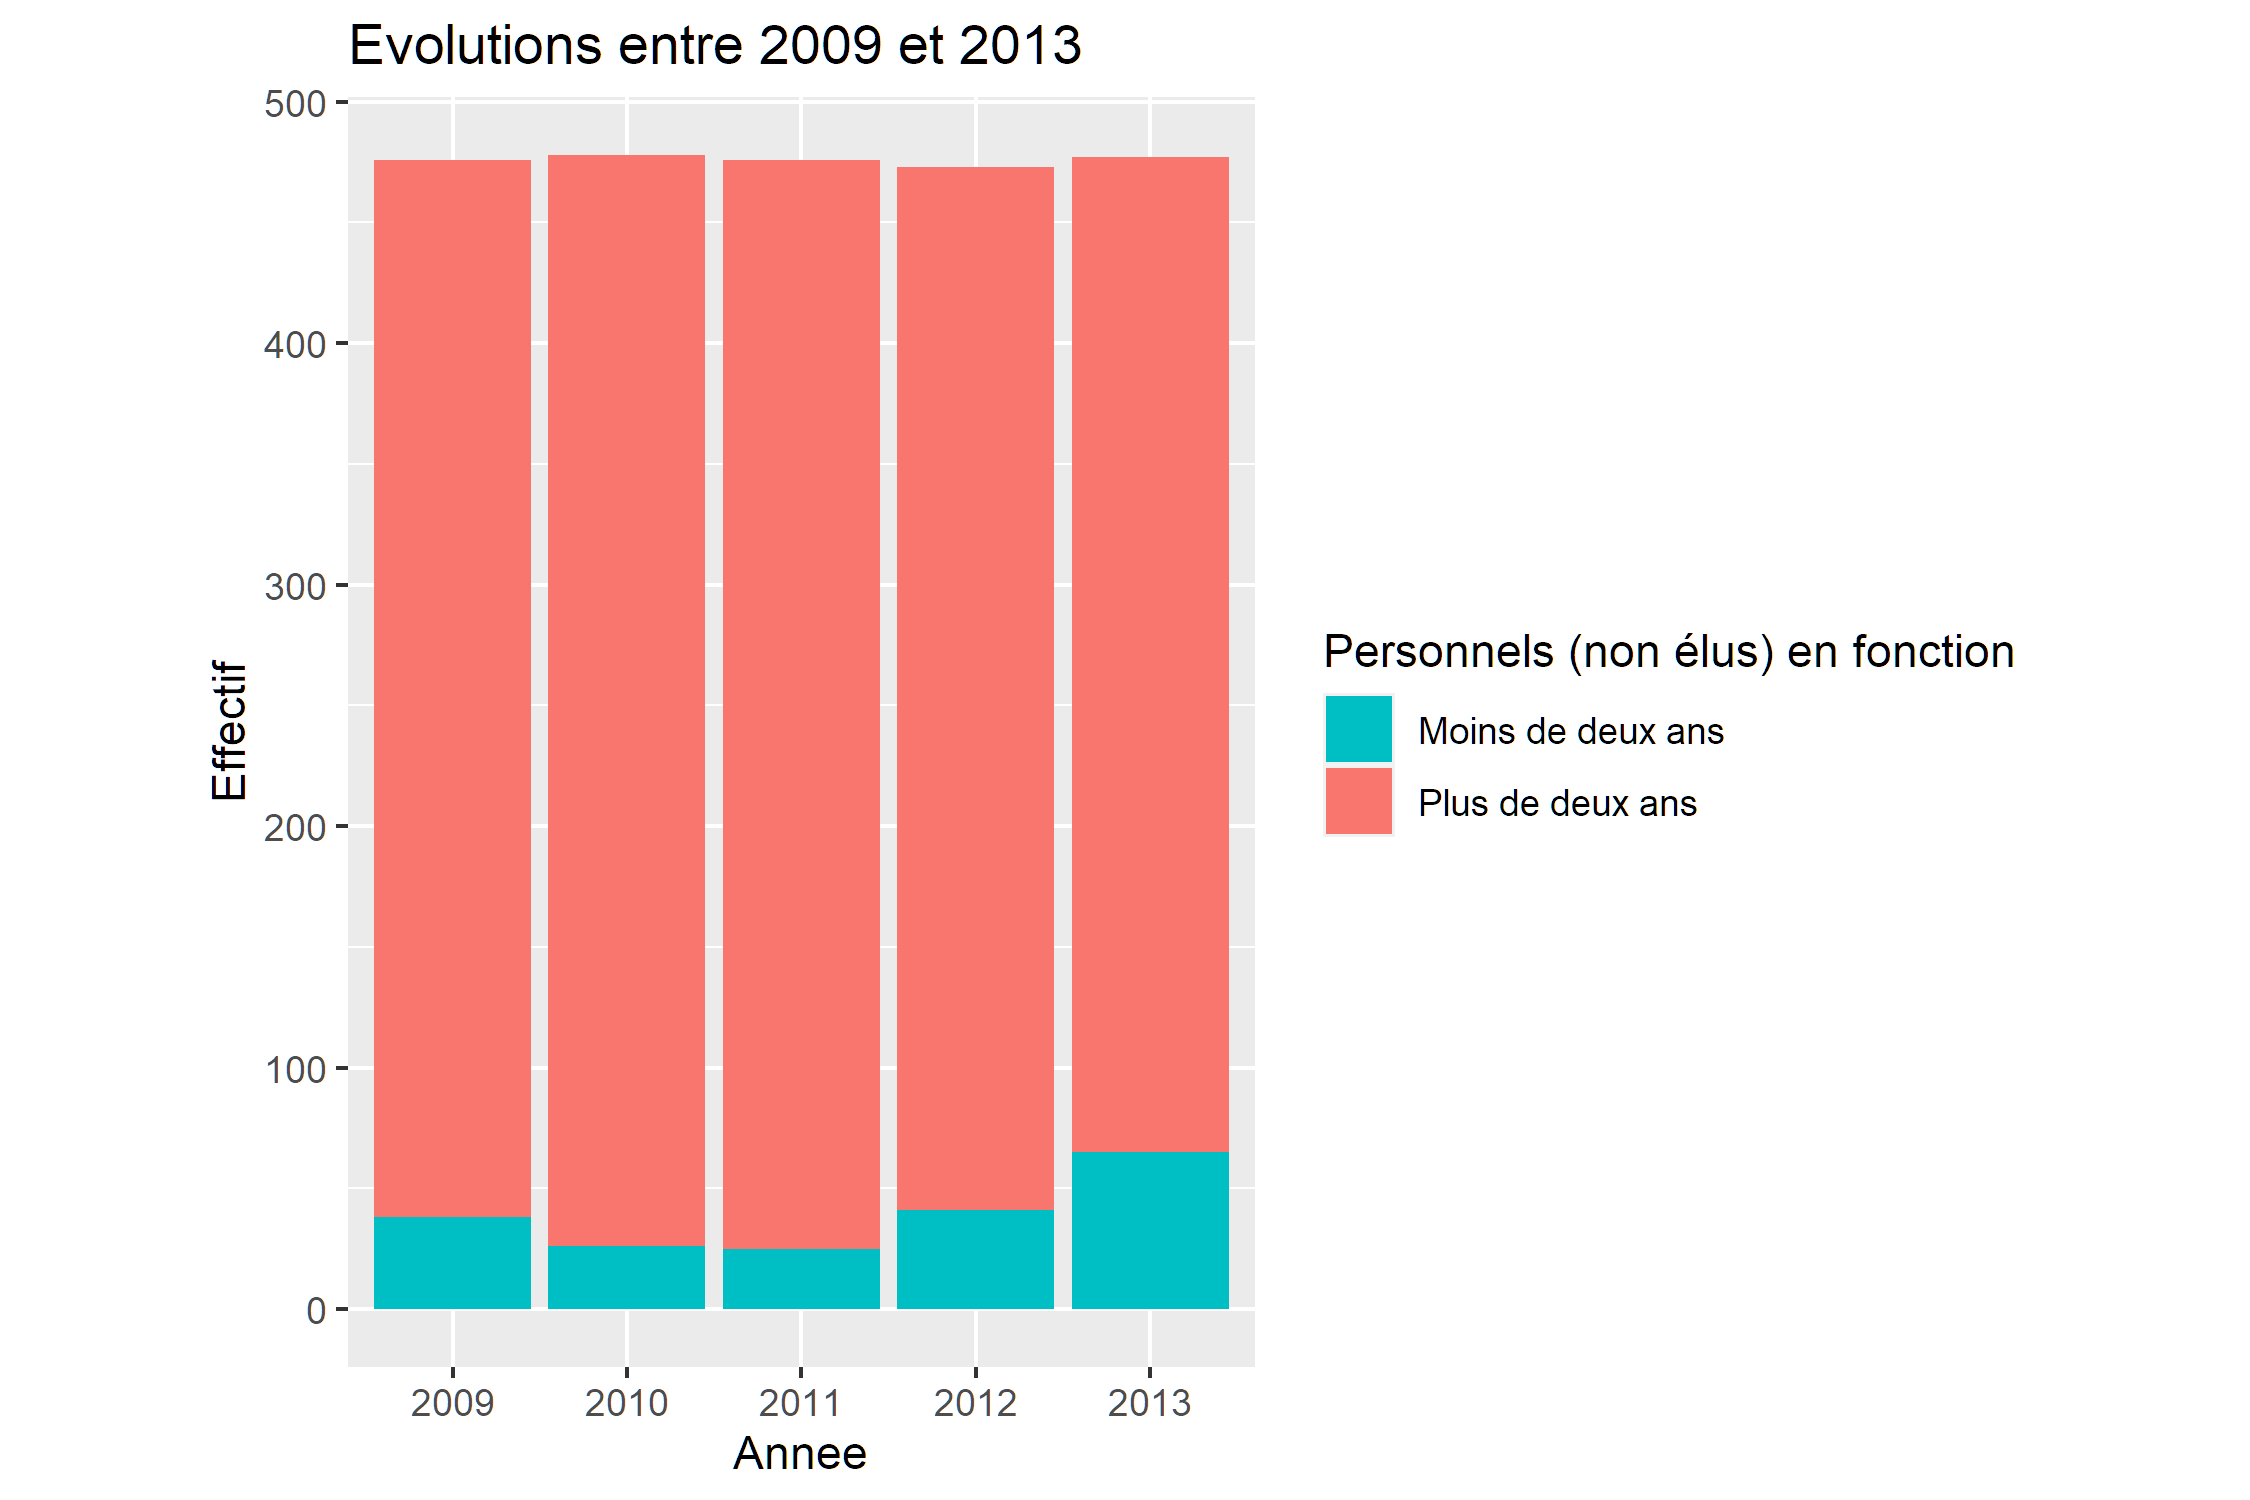 Evolutions entre 2009 et 2013
500
400
300
200
100
0
Effectif
2009 2010 2011 2012 2013
Annee
Personnels (non élus) en fonction
Moins de deux ans
Plus de deux ans